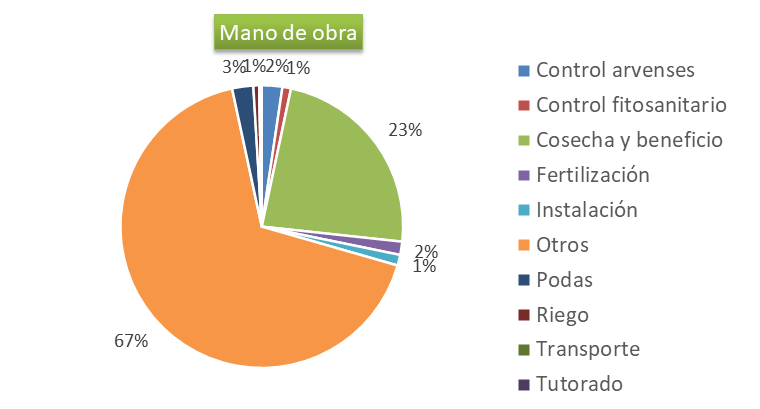 Mano de obra
3%
1%
2%
1%
23%
2%
1%
67%
Control arvenses
Control fitosanitario
Cosecha y beneficio
Fertilización
Instalación
Otros
Podas
Riego
Transporte
Tutorado